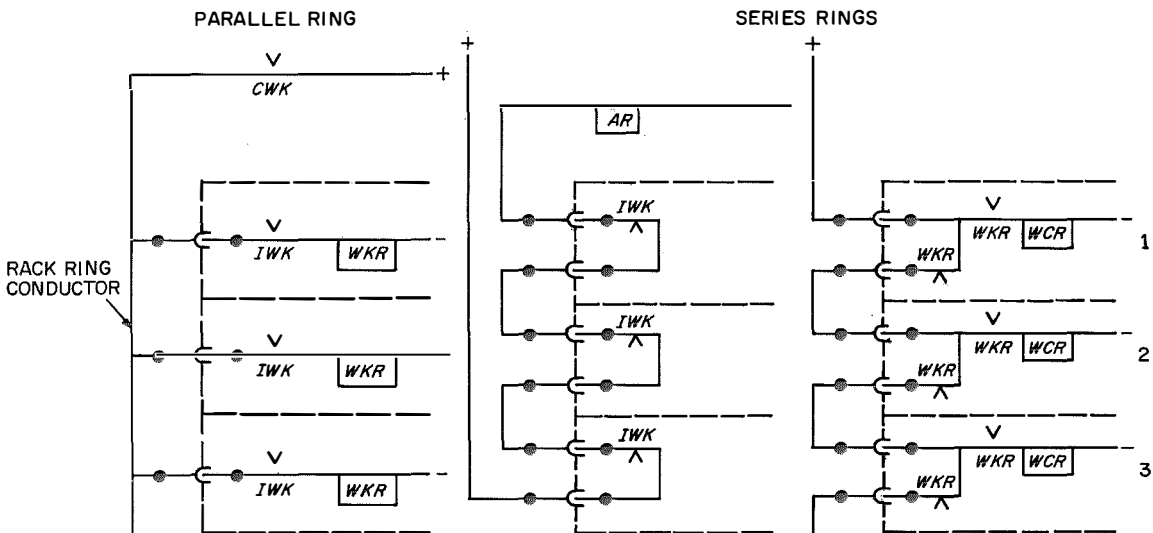 PARALLEL RING
SERIES RINGS
+
+
CWK
+
AR
RACK RING
CONDUCTOR
IWK
WKR
-
IWK
WKR
IWK
WKR
-
IWK
IWK
IWK
WKR
WKR
WCR
-
1
WKR
WKR
WCR
-
2
WKR
WKR
WCR
-
3